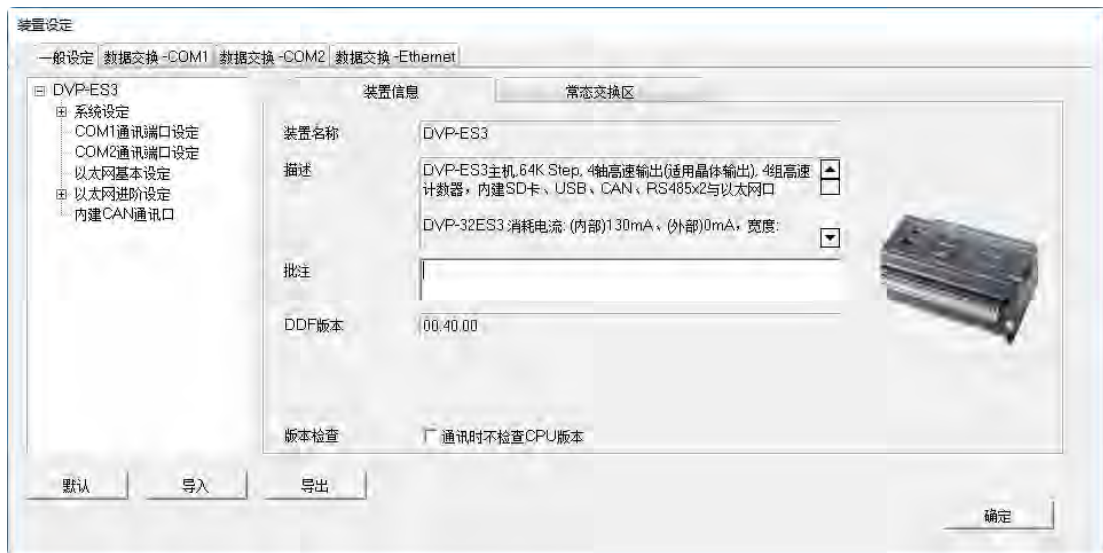 装置设定
一般设定 数据交换-COM1 数据交换-COM2 数据交换-Ethernet
DVP-ES3
系统设定
COM1通讯端口设定
COM2通讯端口设定
以太网基本设定
以太网进阶设定
内建CAN通讯口
装置信息 常态交换区
装置名称 DVP-ES3
描述 DVP-ES3主机,64K Step, 4轴高速输出(适用晶体输出), 4组高速
计数器，内建SD卡、USB、CAN、RS485x2与以太网口
DVP-32ES3 消耗电流: (内部)130mA、(外部)0mA，宽度:
批注
DDF版本 00.40.00
版本检查 通讯时不检查CPU版本
默认 导入 导出
确定